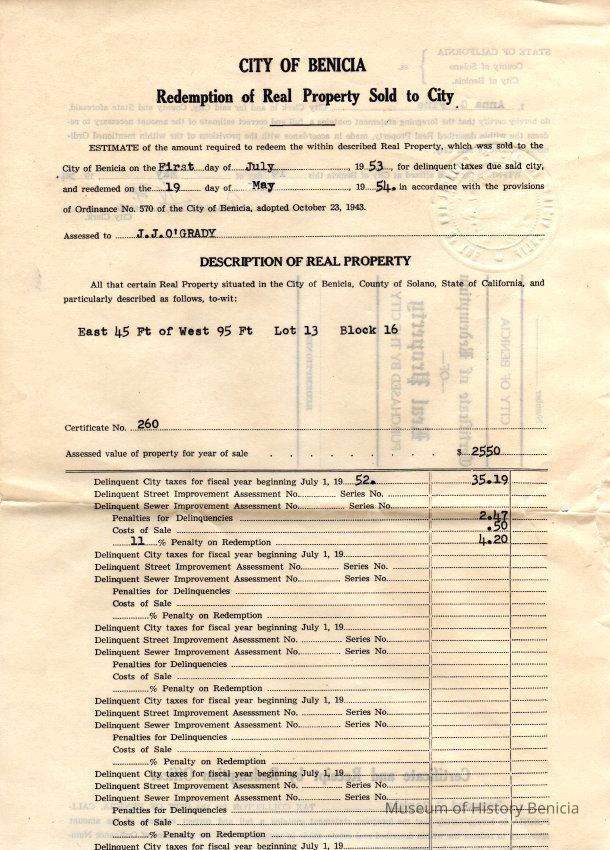 CITY OF BENICIA
Redemption of Real Property Sold to City
ESTIMATE of the amount required to redeem the within described Real Property, which was sold to the
City of Benicia on the First day of July, 19 53, for delinquent taxes due said city,
and reedemed on the 19 day of May, 19 54. in accordance with the provisions
of Ordinance No. 570 of the City of Benicia, adopted October 23, 1943.
Assessed to J.J.O'GRADY
DESCRIPTION OF REAL PROPERTY
All that certain Real Property situated in the City of Benicia, County of Solano, State of California, and
particularly described as follows, to-wit:
East 45 Ft of West 95 Ft Lot 13 Block 16
Certificate No. 260
Assessed value of property for year of sale . . . . . . . . $ 2550
Delinquent City taxes for fiscal year beginning July 1, 19 52. 35.19
Delinquent Street Improvement Assessment No. Series No.
Delinquent Sewer Improvement Assessment No. Series No.
Penalties for Delinquencies 2.47
Costs of Sale .50
11 % Penalty on Redemption 4.20
Delinquent City taxes for fiscal year beginning July 1, 19
Delinquent Street Improvement Assessment No. Series No.
Delinquent Sewer Improvement Assessment No. Series No.
Penalties for Delinquencies
Costs of Sale
% Penalty on Redemption
Delinquent City taxes for fiscal year beginning July 1, 19
Delinquent Street Improvement Asesssment No. Series No.
Delinquent Sewer Improvement Assessment No. Series No.
Penalties for Delinquencies
Costs of Sale
% Penalty on Redemption
Delinquent City taxes for fiscal year beginning July 1, 19
Delinquent Street Improvement Assessment No. Series No.
Delinquent Sewer Improvement Assessment No. Series No.
Penalties for Delinquencies
Costs of Sale
% Penalty on Redemption
Delinquent City taxes for fiscal year beginning July 1, 19
Delinquent Street Improvement Assessment No. Series No.
Delinquent Sewer Improvement Assessment No. Series No.
Penalties for Delinquencies
Costs of Sale
% Penalty on Redemption
Delinquent City taxes for fiscal year beginning July 1, 19
Museum of History Benicia